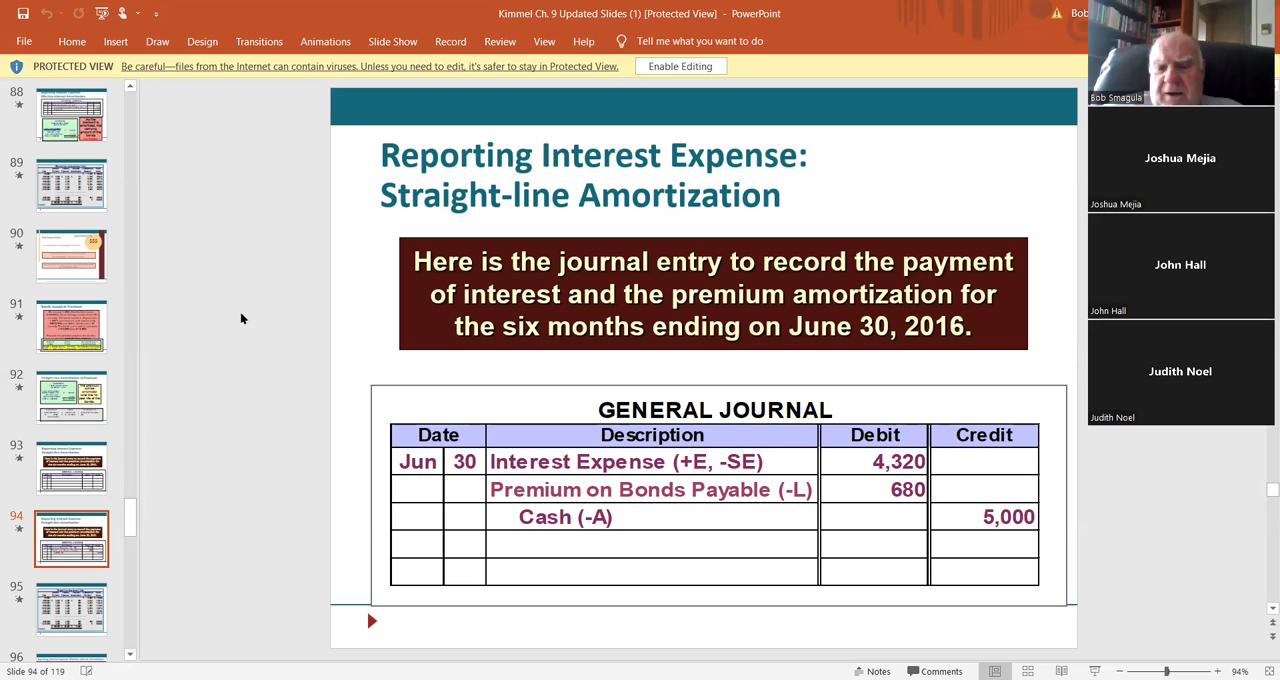 Kimmel Ch. 9 Updated Slides (1) [Protected View] - PowerPoint
Bob
File Home Insert Draw Design Transitions Animations Slide Show Record Review View Help Tell me what you want to do
PROTECTED VIEW Be careful—files from the Internet can contain viruses. Unless you need to edit, it's safer to stay in Protected View. Enable Editing
88
89
90
91
92
93
94
95
96
Reporting Interest Expense:
Straight-line Amortization
Here is the journal entry to record the payment
of interest and the premium amortization for
the six months ending on June 30, 2016.
GENERAL JOURNAL
Date Description Debit Credit
Jun 30 Interest Expense (+E, -SE) 4,320
Premium on Bonds Payable (-L) 680
Cash (-A) 5,000
Bob Smagula
Joshua Mejia
Joshua Mejia
John Hall
John Hall
Judith Noel
Judith Noel
Slide 94 of 119
Notes Comments 94%